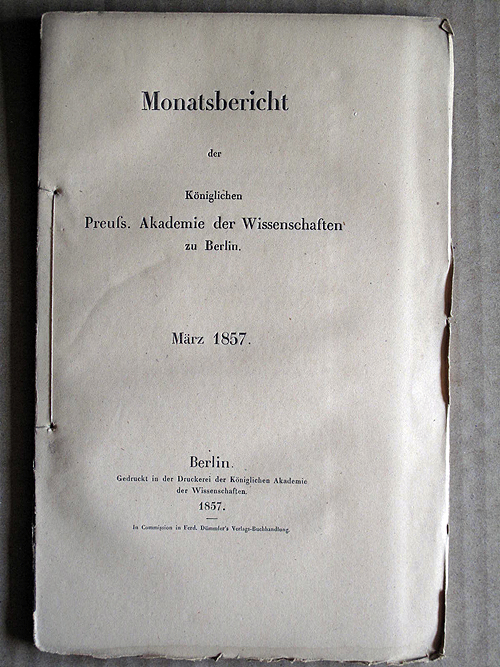 Monatsbericht
der
Königlichen
Preuſs. Akademie der Wissenschaften
zu Berlin.
März 1857.
Berlin.
Gedruckt in der Druckerei der Königlichen Akademie
der Wissenschaften.
1857.
In Commission in Ferd. Dümmler's Verlags-Buchhandlung.